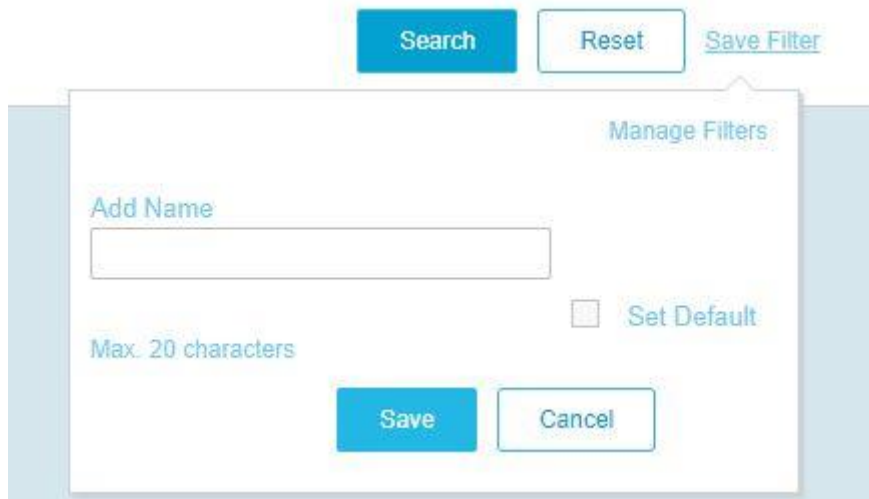 Search Reset Save Filter
Manage Filters
Add Name
Set Default
Max. 20 characters
Save Cancel